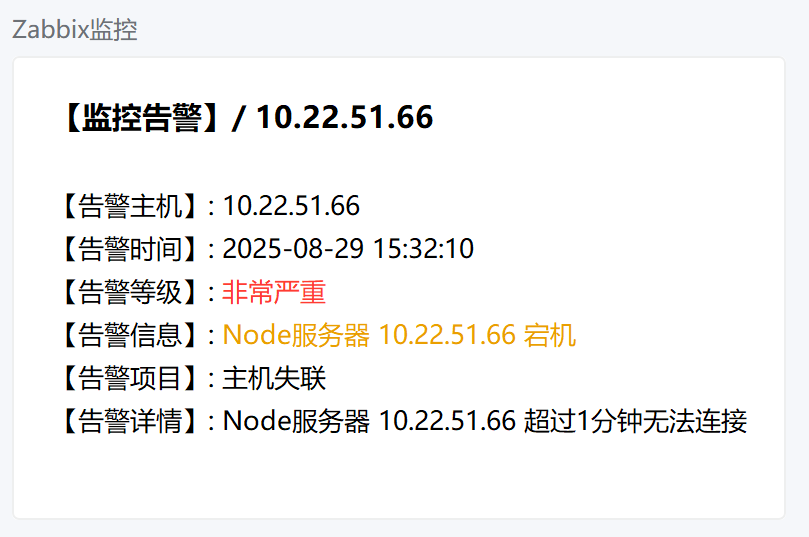 Zabbix监控
【监控告警】/ 10.22.51.66
【告警主机】: 10.22.51.66
【告警时间】: 2025-08-29 15:32:10
【告警等级】: 非常严重
【告警信息】: Node服务器 10.22.51.66 宕机
【告警项目】: 主机失联
【告警详情】: Node服务器 10.22.51.66 超过1分钟无法连接